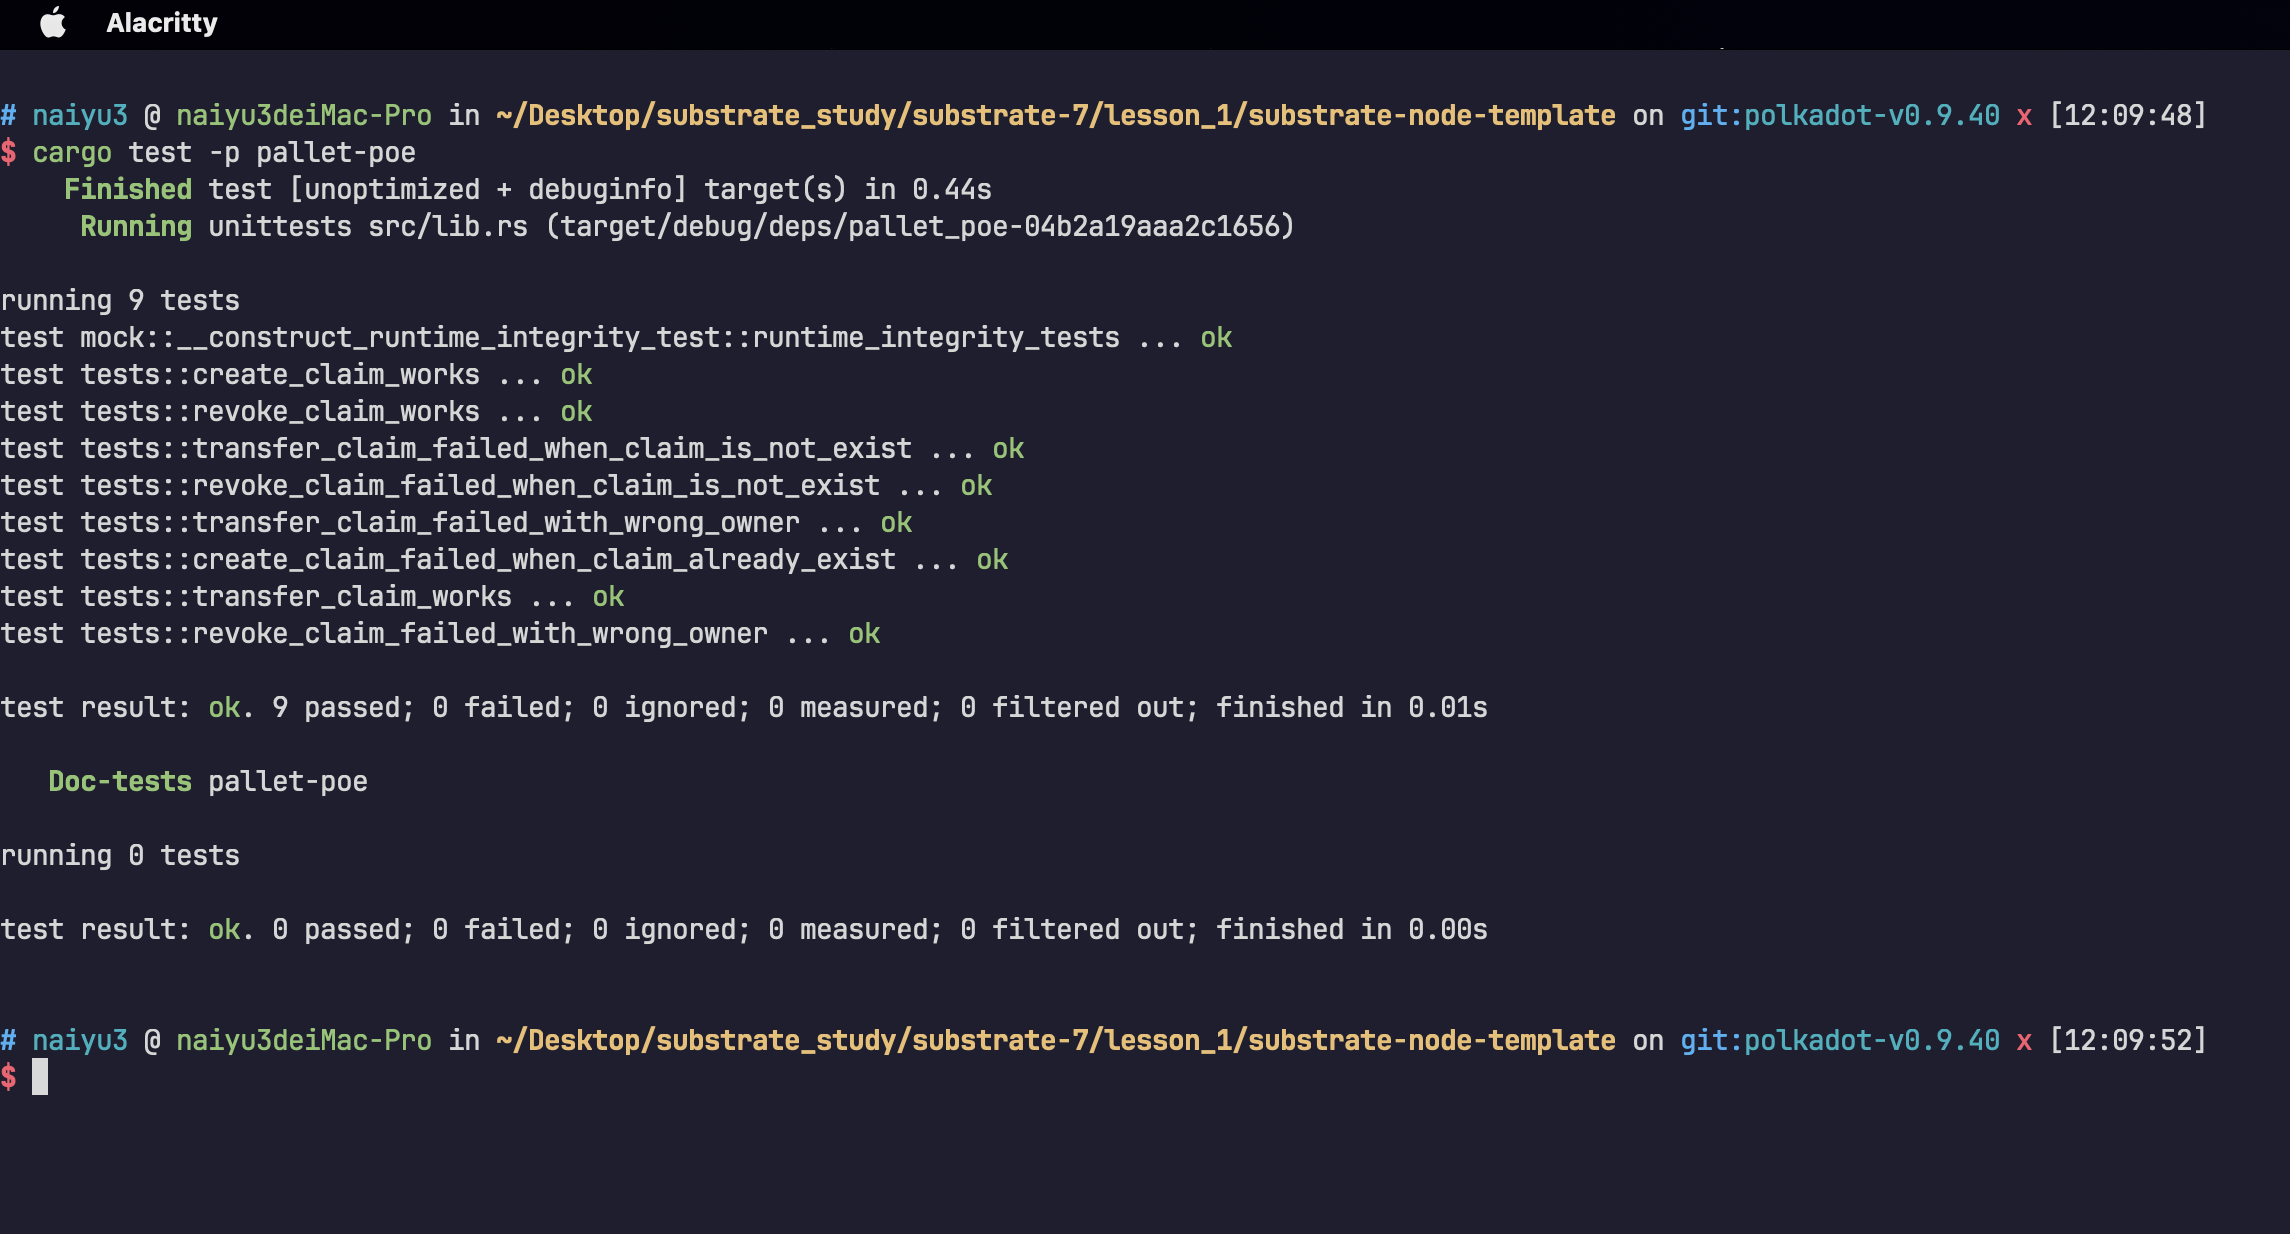 Alacritty
# naiyu3 @ naiyu3deiMac-Pro in ~/Desktop/substrate_study/substrate-7/lesson_1/substrate-node-template on git:polkadot-v0.9.40 x [12:09:48]
$ cargo test -p pallet-poe
Finished test [unoptimized + debuginfo] target(s) in 0.44s
Running unittests src/lib.rs (target/debug/deps/pallet_poe-04b2a19aaa2c1656)
running 9 tests
test mock::__construct_runtime_integrity_test::runtime_integrity_tests ... ok
test tests::create_claim_works ... ok
test tests::revoke_claim_works ... ok
test tests::transfer_claim_failed_when_claim_is_not_exist ... ok
test tests::revoke_claim_failed_when_claim_is_not_exist ... ok
test tests::transfer_claim_failed_with_wrong_owner ... ok
test tests::create_claim_failed_when_claim_already_exist ... ok
test tests::transfer_claim_works ... ok
test tests::revoke_claim_failed_with_wrong_owner ... ok
test result: ok. 9 passed; 0 failed; 0 ignored; 0 measured; 0 filtered out; finished in 0.01s
Doc-tests pallet-poe
running 0 tests
test result: ok. 0 passed; 0 failed; 0 ignored; 0 measured; 0 filtered out; finished in 0.00s
# naiyu3 @ naiyu3deiMac-Pro in ~/Desktop/substrate_study/substrate-7/lesson_1/substrate-node-template on git:polkadot-v0.9.40 x [12:09:52]
$